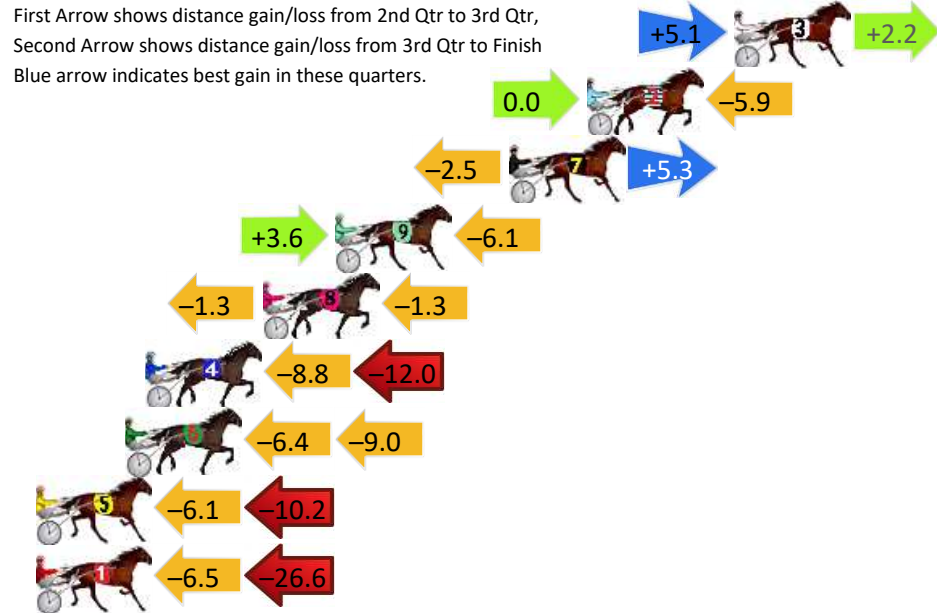 First Arrow shows distance gain/loss from 2nd Qtr to 3rd Qtr,
Second Arrow shows distance gain/loss from 3rd Qtr to Finish
Blue arrow indicates best gain in these quarters.
+5.1 3 +2.2
0.0 2 –5.9
–2.5 7 +5.3
+3.6 9 –6.1
–1.3 8 –1.3
4 –8.8 –12.0
–6.4 –9.0
5 –6.1 –10.2
1 –6.5 –26.6